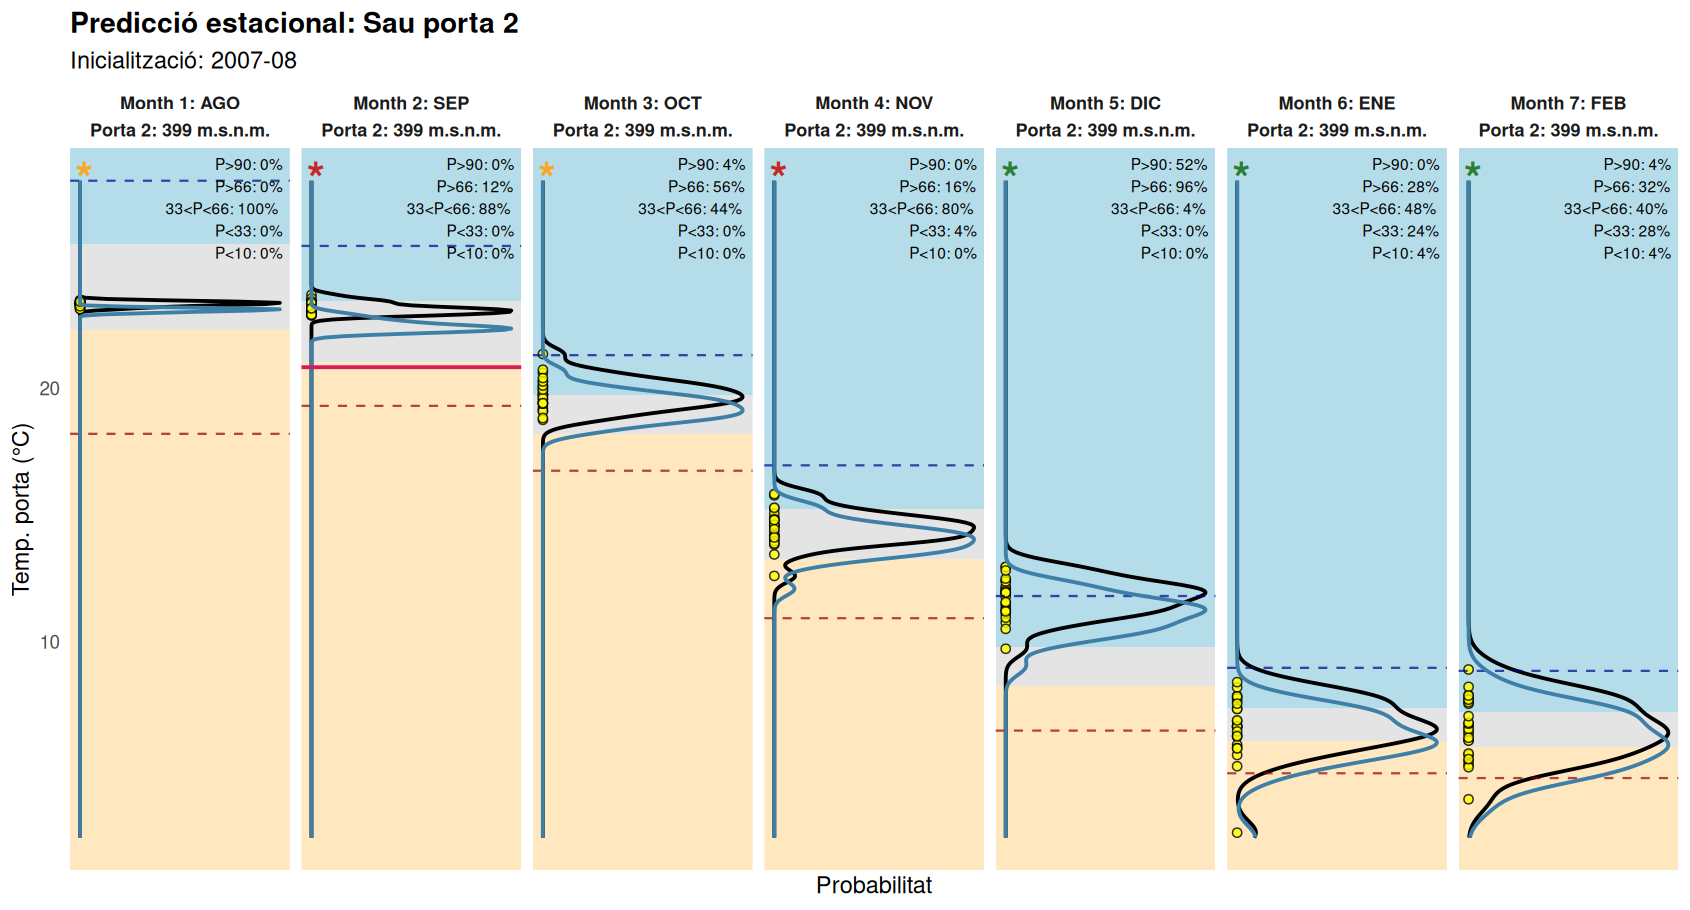 Predicció estacional: Sau porta 2
Inicialització: 2007-08
Month 1: AGO
Porta 2: 399 m.s.n.m.
Month 2: SEP
Porta 2: 399 m.s.n.m.
Month 3: OCT
Porta 2: 399 m.s.n.m.
Month 4: NOV
Porta 2: 399 m.s.n.m.
Month 5: DIC
Porta 2: 399 m.s.n.m.
Month 6: ENE
Porta 2: 399 m.s.n.m.
Month 7: FEB
Porta 2: 399 m.s.n.m.
*
P>90: 0%
P>66: 0%
33<P<66: 100%
P<33: 0%
P<10: 0%
*
P>90: 0%
P>66: 12%
33<P<66: 88%
P<33: 0%
P<10: 0%
*
P>90: 4%
P>66: 56%
33<P<66: 44%
P<33: 0%
P<10: 0%
*
P>90: 0%
P>66: 16%
33<P<66: 80%
P<33: 4%
P<10: 0%
*
P>90: 52%
P>66: 96%
33<P<66: 4%
P<33: 0%
P<10: 0%
*
P>90: 0%
P>66: 28%
33<P<66: 48%
P<33: 24%
P<10: 4%
*
P>90: 4%
P>66: 32%
33<P<66: 40%
P<33: 28%
P<10: 4%
Temp. porta (°C)
20
10
Probabilitat